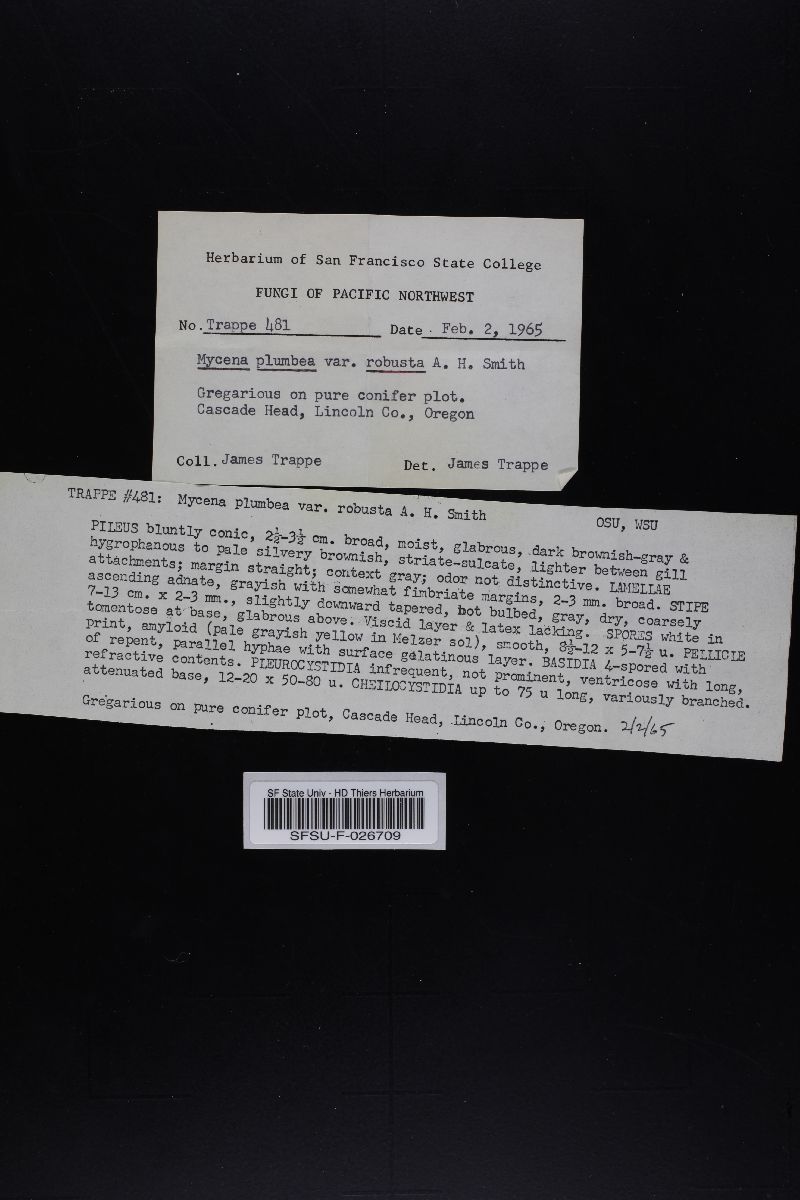 Herbarium of San Francisco State College
FUNGI OF PACIFIC NORTHWEST
No. Trappe 481 Date . Feb. 2, 1965
Mycena plumbea var. robusta A. H. Smith
Gregarious on pure conifer plot.
Cascade Head, Lincoln Co., Oregon
Coll. James Trappe Det. James Trappe
TRAPPE #481: Mycena plumbea var. robusta A. H. Smith OSU, WSU
PILEUS bluntly conic, 2½-3½ cm. broad, moist, glabrous, dark brownish-gray &
hygrophanous to pale silvery brownish, striate-sulcate, lighter between gill
attachments; margin straight; context gray; odor not distinctive. LAMELLAE
ascending adnate, grayish with somewhat fimbriate margins, 2-3 mm. broad. STIPE
7-13 cm. x 2-3 mm., slightly downward tapered, not bulbed, gray, dry, coarsely
tomentose at base, glabrous above. Viscid layer & latex lacking. SPORES white in
print, amyloid (pale grayish yellow in Melzer sol), smooth, 8½-12 x 5-7½ u. PELLICLE
of repent, parallel hyphae with surface gelatinous layer. BASIDIA 4-spored with
refractive contents. PLEUROCYSTIDIA infrequent, not prominent, ventricose with long,
attenuated base, 12-20 x 50-80 u. CHEILOCYSTIDIA up to 75 u long, variously branched.
Gregarious on pure conifer plot, Cascade Head, Lincoln Co., Oregon. 2/2/65
SF State Univ - HD Thiers Herbarium
SFSU-F-026709